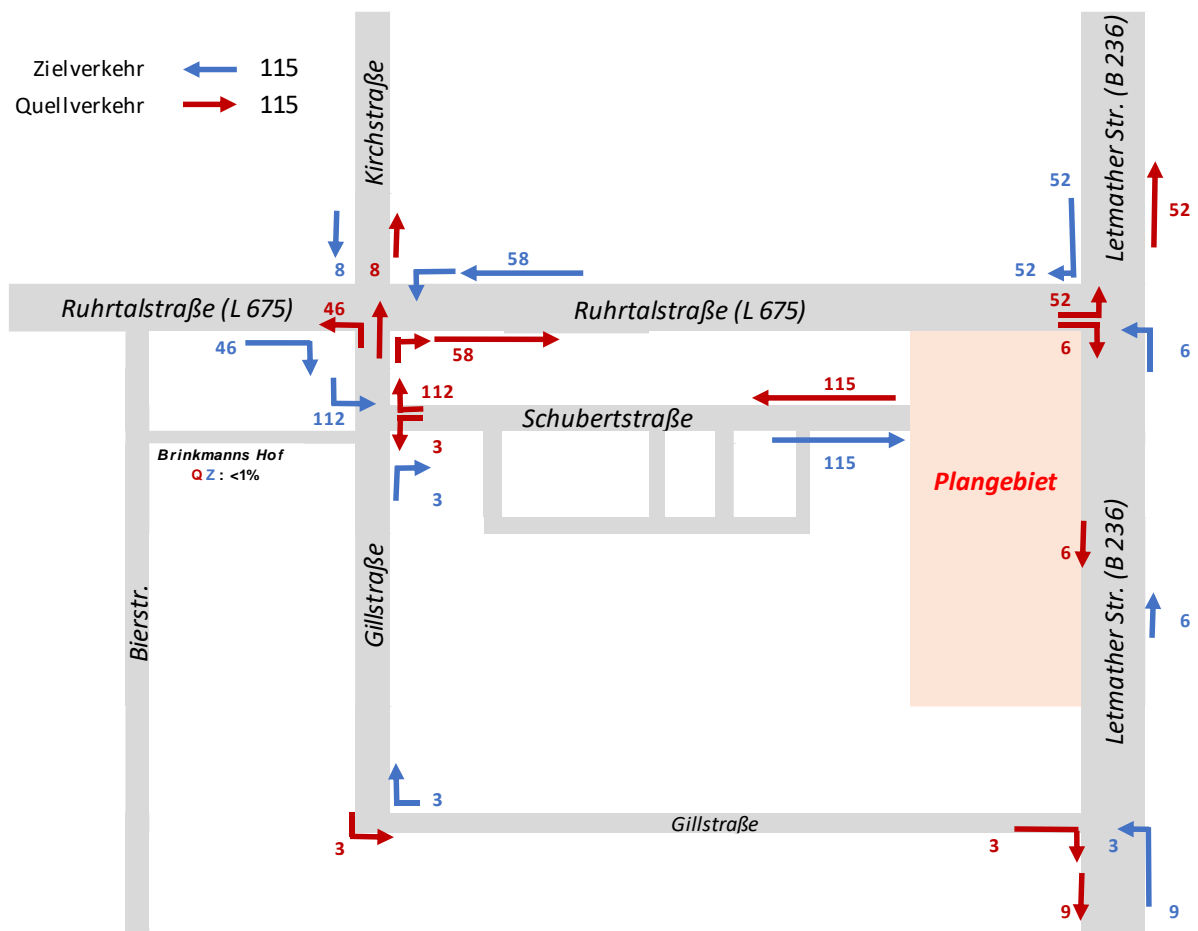 Zielverkehr 115
Quellverkehr 115
Kirchstraße
Letmather Str. (B 236)
52
52
8
8
58
52
Ruhrtalstraße (L 675)
46
Ruhrtalstraße (L 675)
52
46
58
6
6
112
112
115
Schubertstraße
3
115
Brinkmanns Hof
Q Z : <1%
3
Plangebiet
6
Letmather Str. (B 236)
6
Gillstraße
Bierstr.
3
3
Gillstraße
3
3
9
9